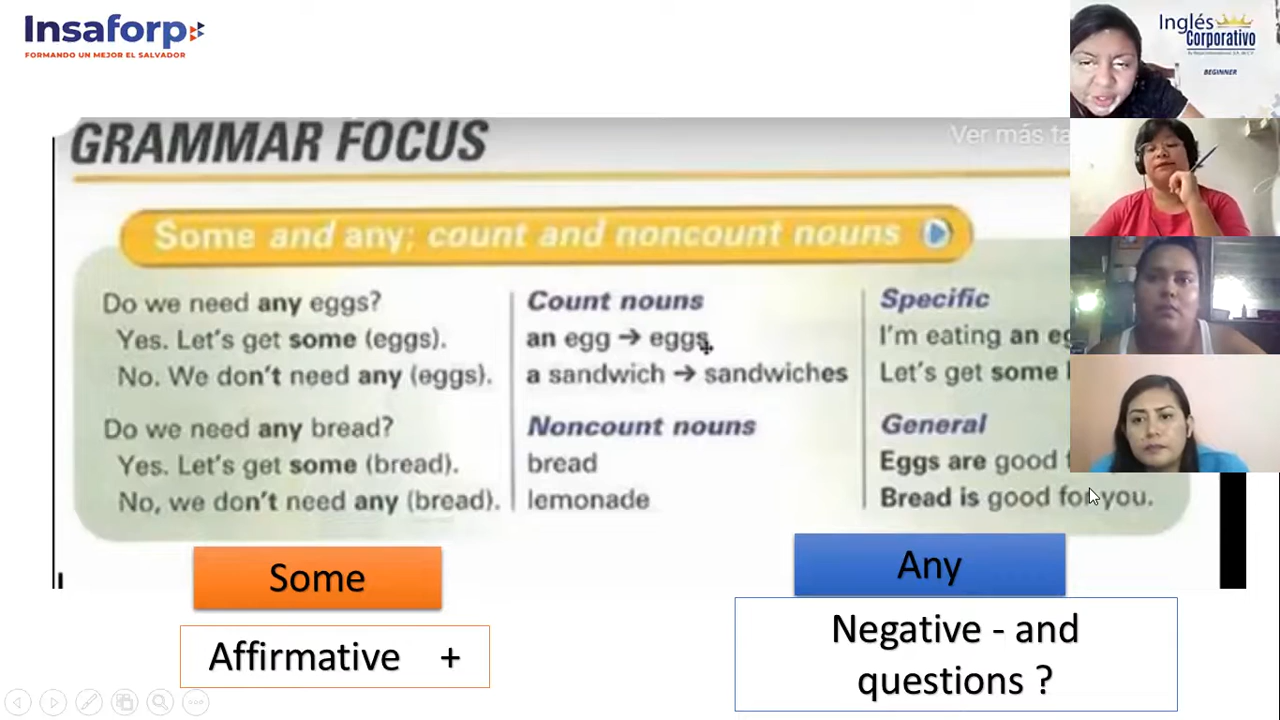 Insaforp
FORMANDO UN MEJOR EL SALVADOR
Inglés
Corporativo
BEGINNER
GRAMMAR FOCUS
Ver más
Some and any; count and noncount nouns
Do we need any eggs?
Yes. Let's get some (eggs).
No. We don't need any (eggs).
Do we need any bread?
Yes. Let's get some (bread).
No, we don't need any (bread).
Count nouns
an egg → eggs
a sandwich → sandwiches
Noncount nouns
bread
lemonade
Specific
I'm eating an
Let's get some
General
Eggs are good
Bread is good for you.
Some
Affirmative +
Any
Negative - and
questions ?